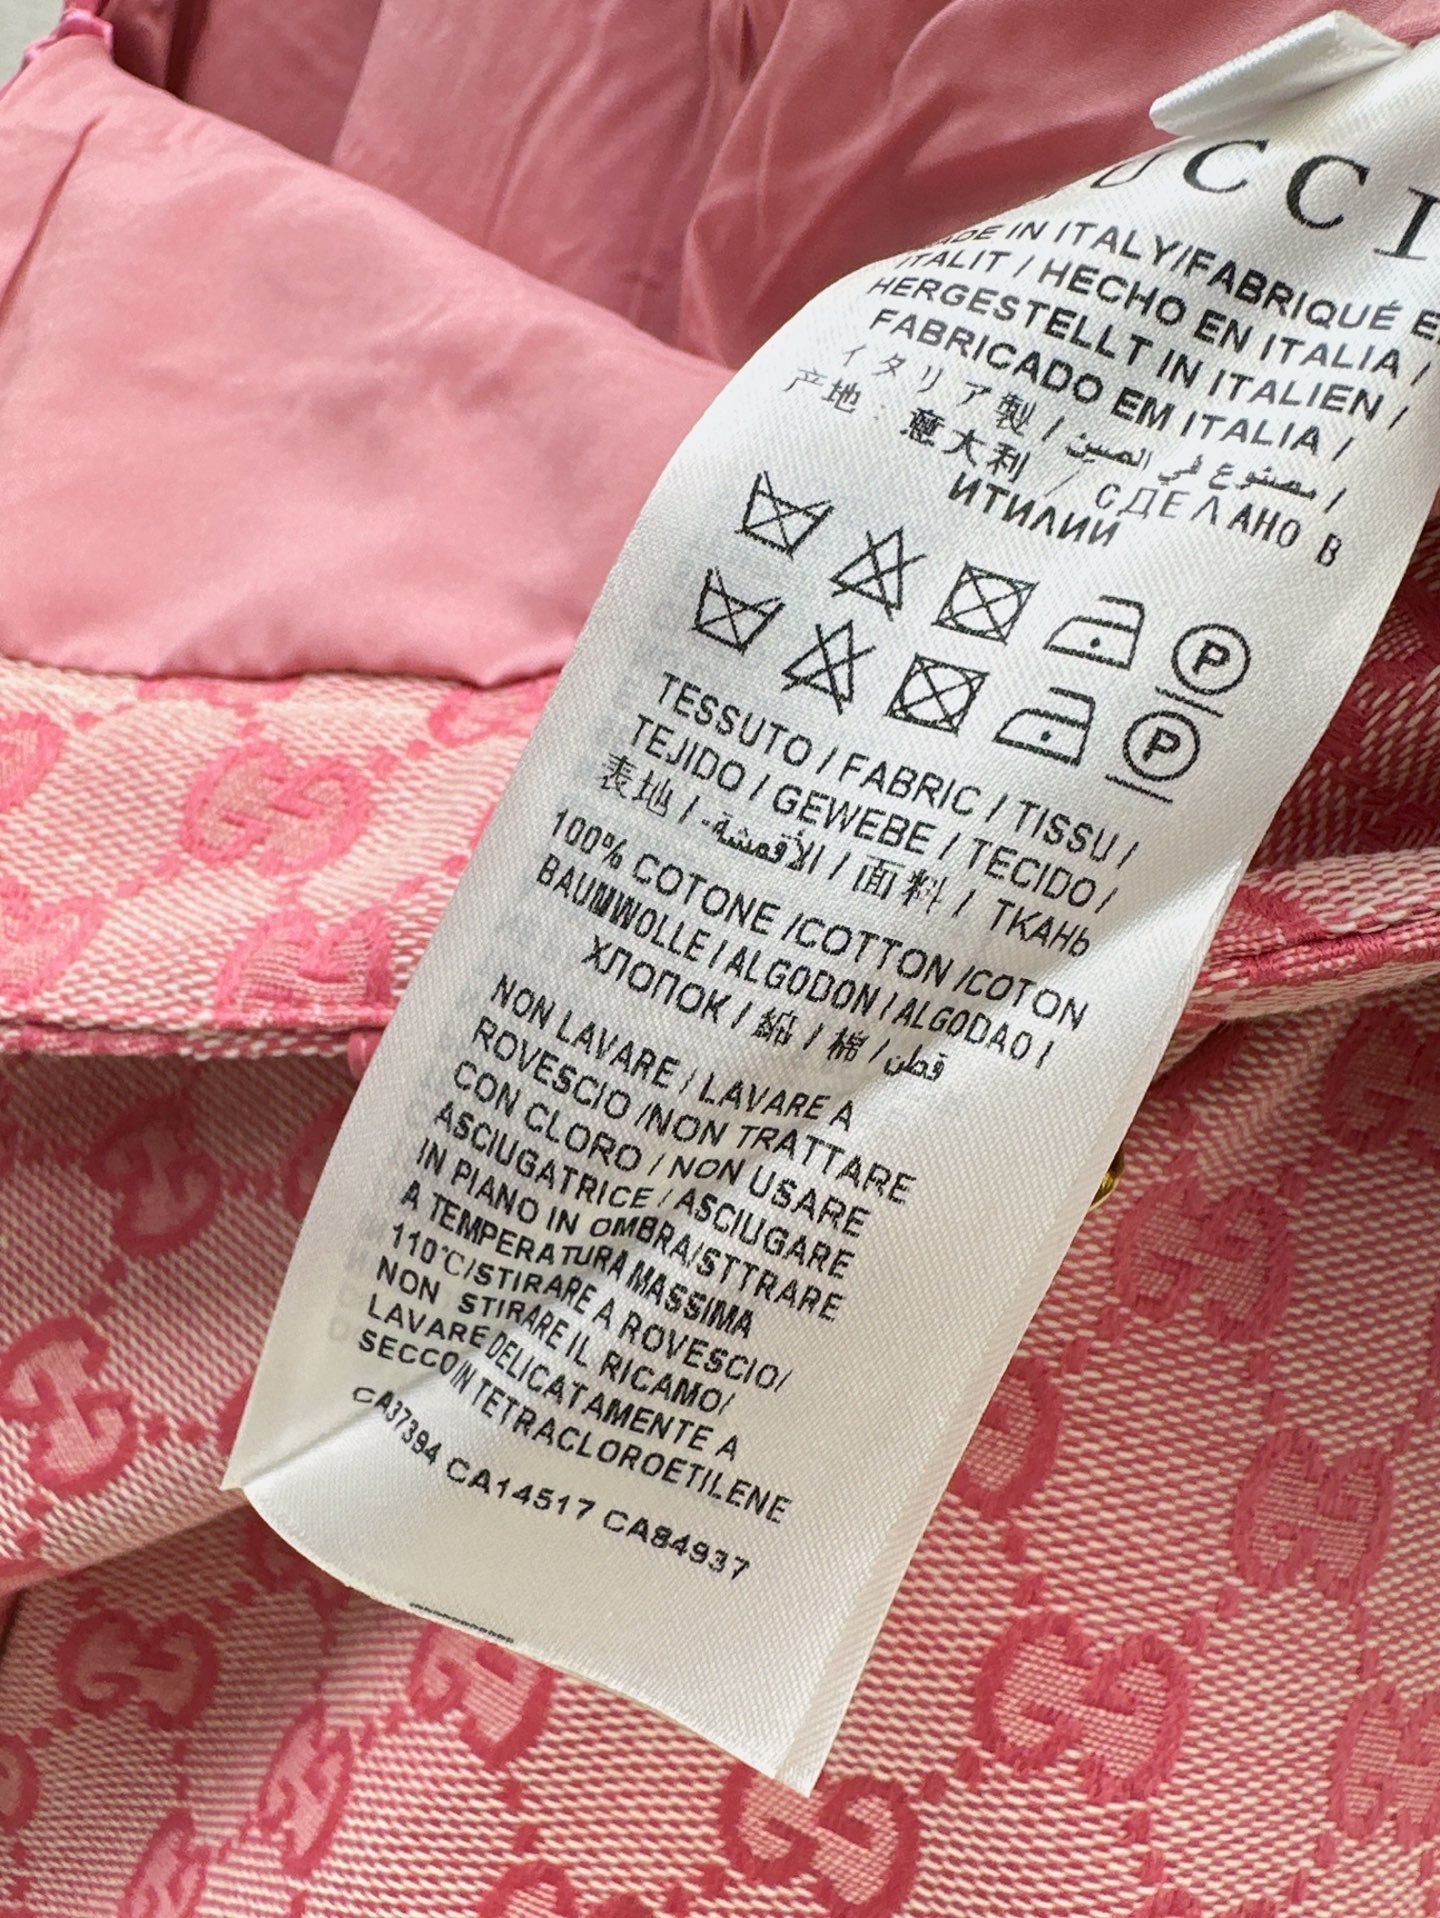 UCCI
MADE IN ITALY/FABRIQUÉ E
ITALIT / HECHO EN ITALIA /
HERGESTELLT IN ITALIEN /
FABRICADO EM ITALIA /
イタリア製 / مصنوع في الصين /
产地：意大利 / СДЕЛАНО В
ИТИЛИИ
P
P
TESSUTO / FABRIC / TISSU /
TEJIDO / GEWEBE / TECIDO /
表地 / الأقمشة- / 面料 / ТКАНЬ
100% COTONE /COTTON /COTON
BAUMWOLLE / ALGODON / ALGODAO /
ХЛОПОК / 綿 / 棉 / قطن
NON LAVARE / LAVARE A
ROVESCIO /NON TRATTARE
CON CLORO / NON USARE
ASCIUGATRICE / ASCIUGARE
IN PIANO IN OMBRA/STTRARE
A TEMPERATURA MASSIMA
110℃/STIRARE A ROVESCIO/
NON STIRARE IL RICAMO/
LAVARE DELICATAMENTE A
SECCO IN TETRACLOROETILENE
CA37394 CA14517 CA84937